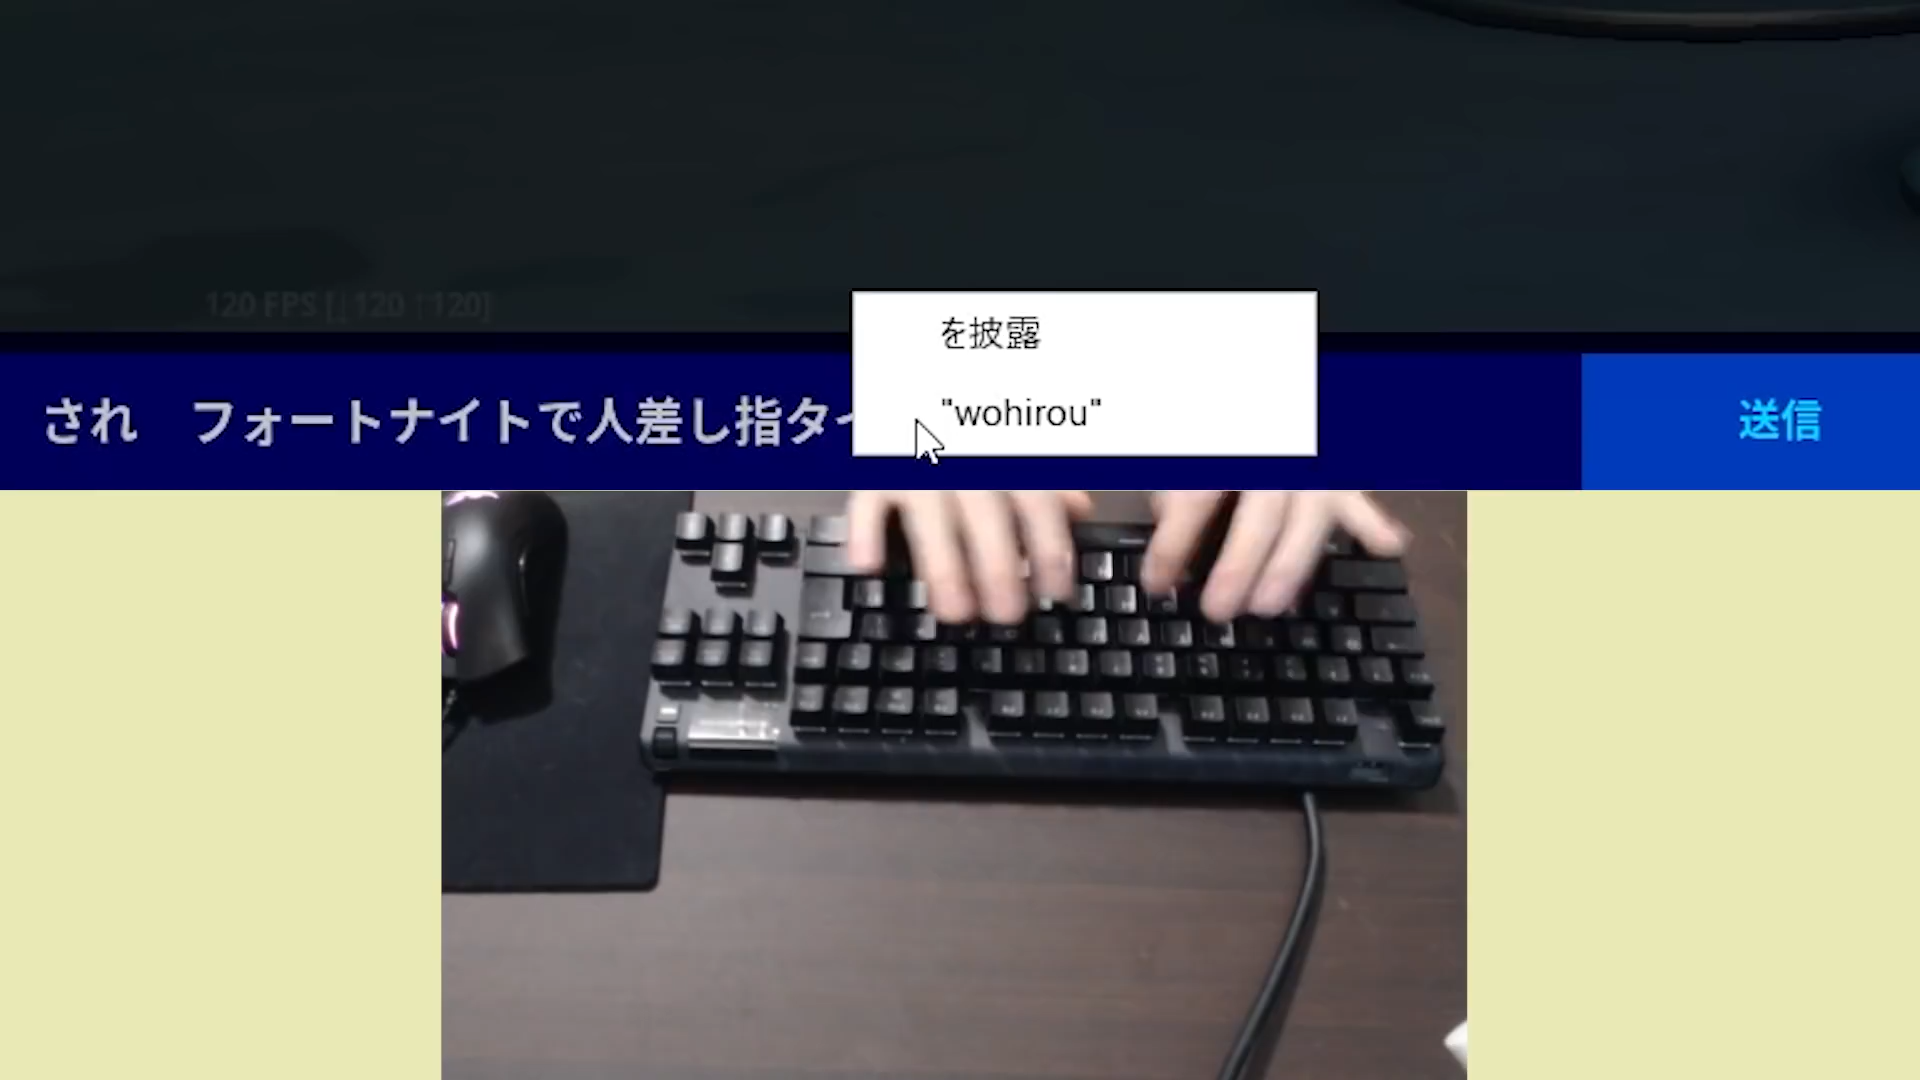 120 FPS [↓120 ↑120]
を披露
"wohirou"
され　フォートナイトで人差し指タイ
送信